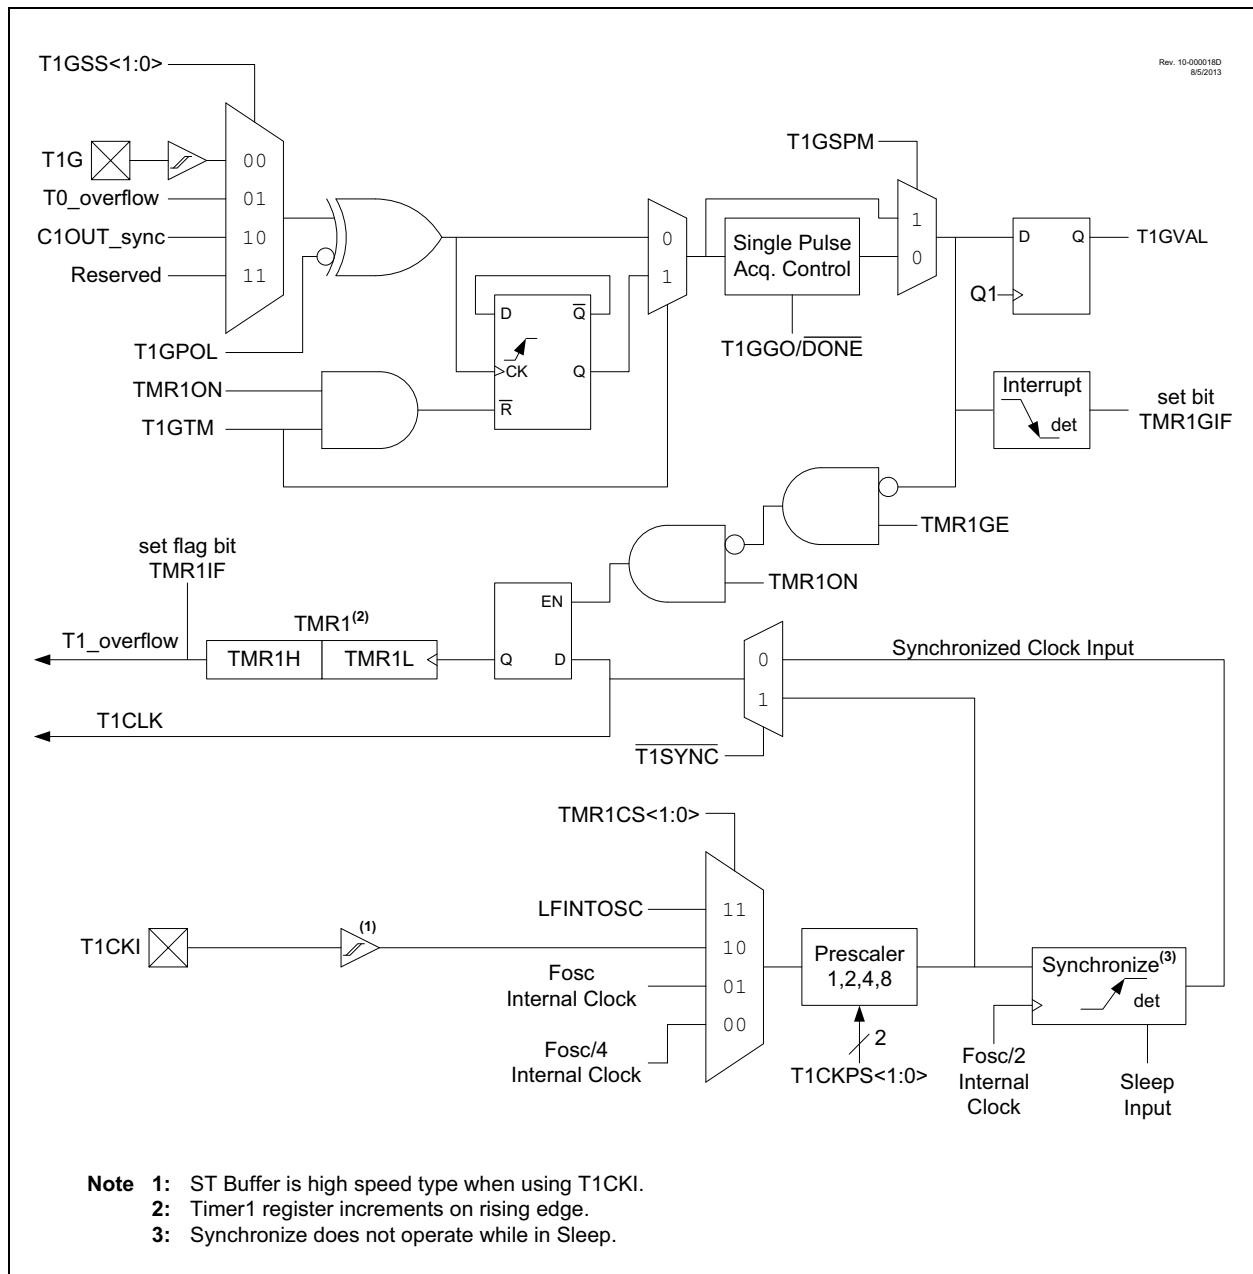 Rev. 10-000018D
8/5/2013
T1GSS<1:0>
T1G
T0_overflow
C1OUT_sync
Reserved
00
01
10
11
T1GPOL
TMR1ON
T1GTM
D
Q
CK
Q
R
0
1
T1GSPM
Single Pulse
Acq. Control
T1GGO/DONE
1
0
D
Q
Q1
T1GVAL
Interrupt
det
set bit
TMR1GIF
TMR1GE
TMR1ON
set flag bit
TMR1IF
TMR1(2)
T1_overflow
TMR1H
TMR1L
EN
Q
D
T1CLK
0
1
Synchronized Clock Input
T1SYNC
TMR1CS<1:0>
LFINTOSC
T1CKI
(1)
Fosc
Internal Clock
Fosc/4
Internal Clock
11
10
01
00
Prescaler
1,2,4,8
2
T1CKPS<1:0>
Synchronize(3)
det
Fosc/2
Internal
Clock
Sleep
Input
Note 1: ST Buffer is high speed type when using T1CKI.
2: Timer1 register increments on rising edge.
3: Synchronize does not operate while in Sleep.